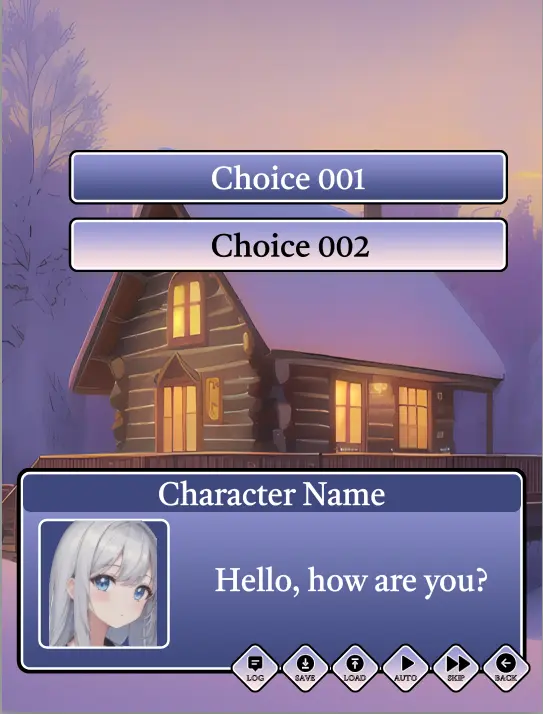 Choice 001
Choice 002
Character Name
Hello, how are you?
LOG
SAVE
LOAD
AUTO
SKIP
BACK